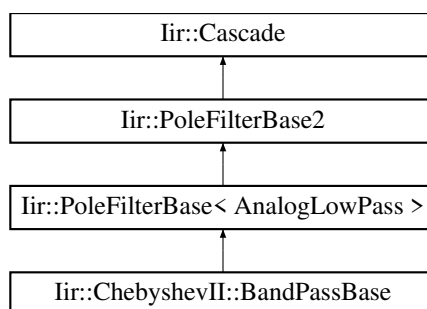 Iir::Cascade
Iir::PoleFilterBase2
Iir::PoleFilterBase< AnalogLowPass >
Iir::ChebyshevII::BandPassBase